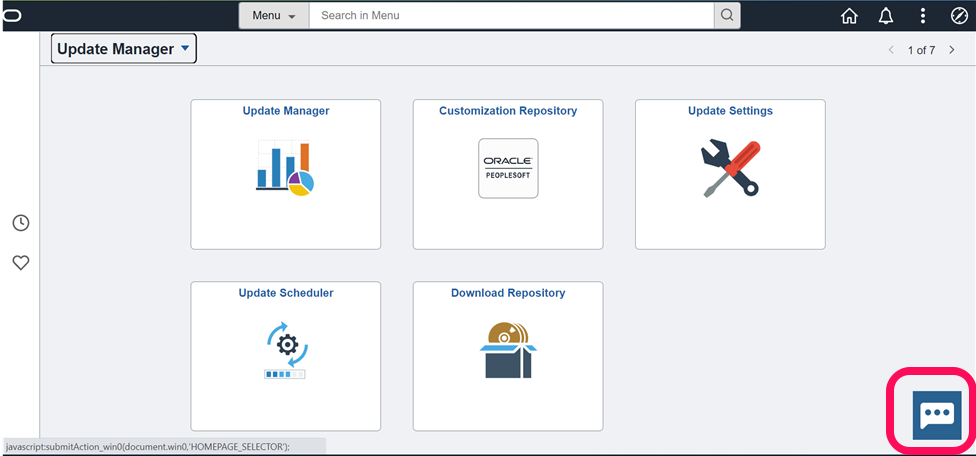 Menu
Search in Menu
Update Manager
1 of 7
Update Manager
Customization Repository
Update Settings
ORACLE
PEOPLESOFT
Update Scheduler
Download Repository
javascript:submitAction_win0(document.win0,'HOMEPAGE_SELECTOR');